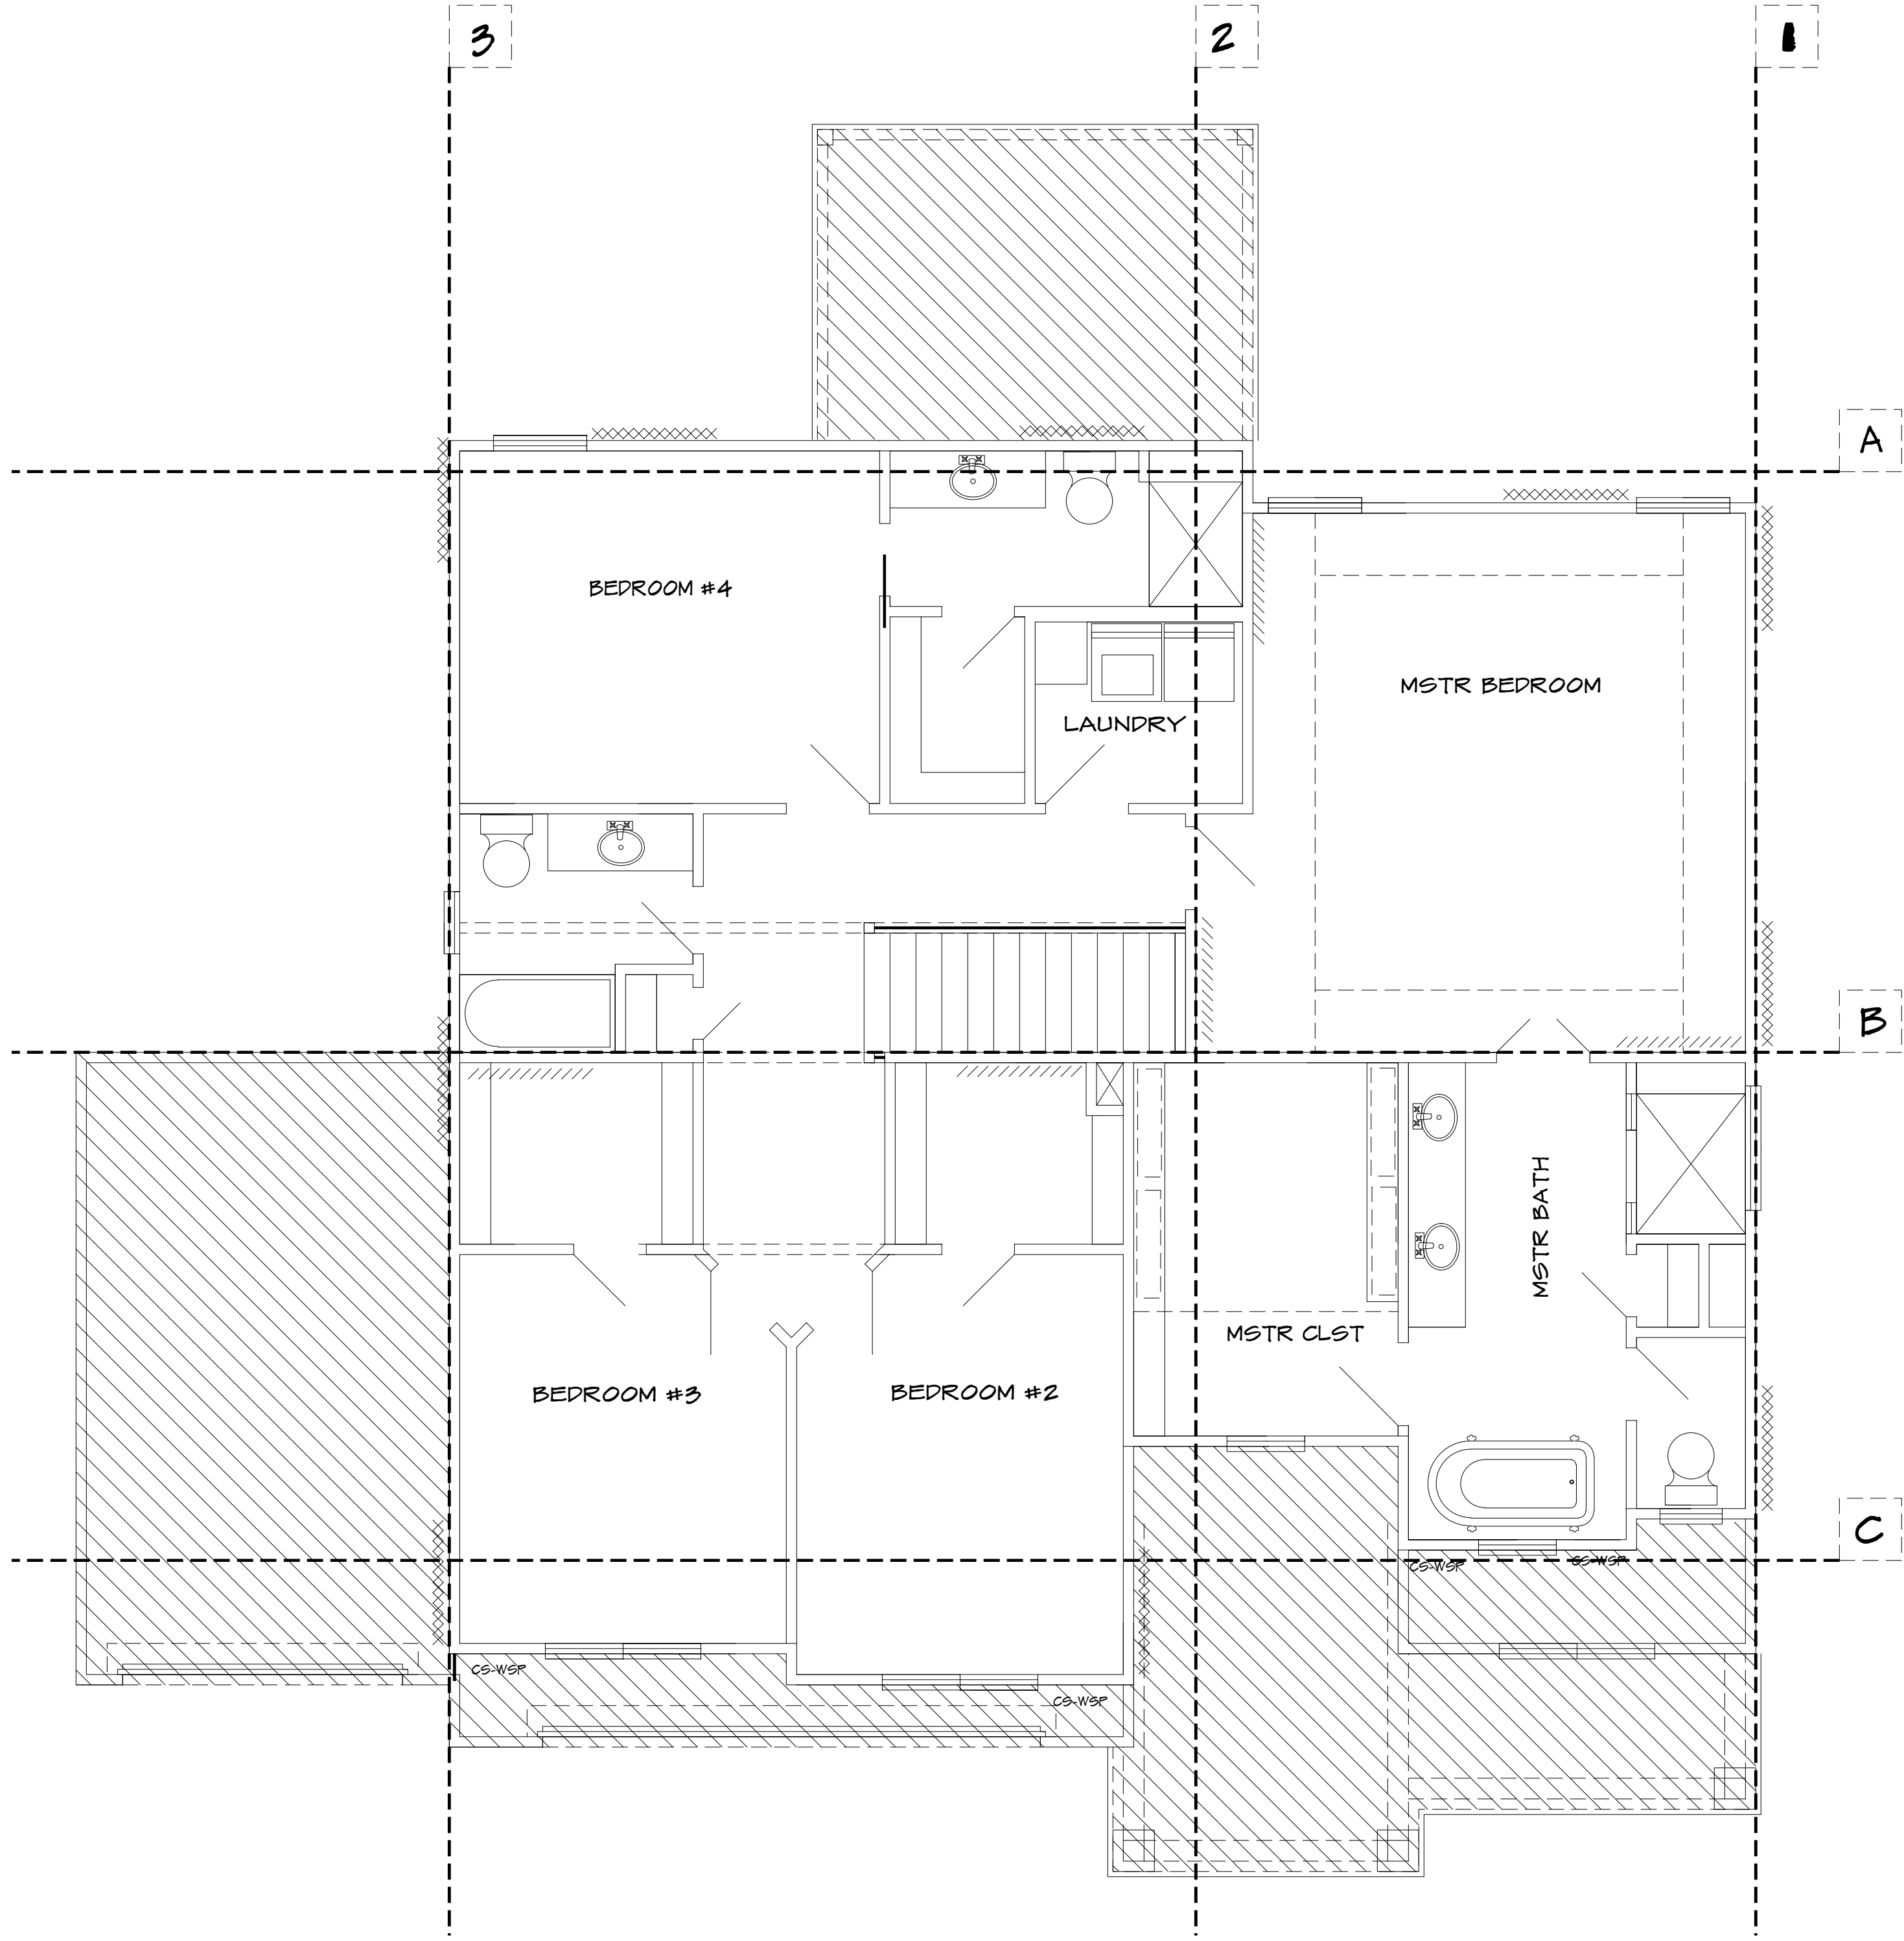 3
2
1
A
BEDROOM #4
MSTR BEDROOM
LAUNDRY
B
MSTR BATH
MSTR CLST
BEDROOM #3
BEDROOM #2
C
CS-WSP
CS-WSP
CS-WSP
CS-WSP